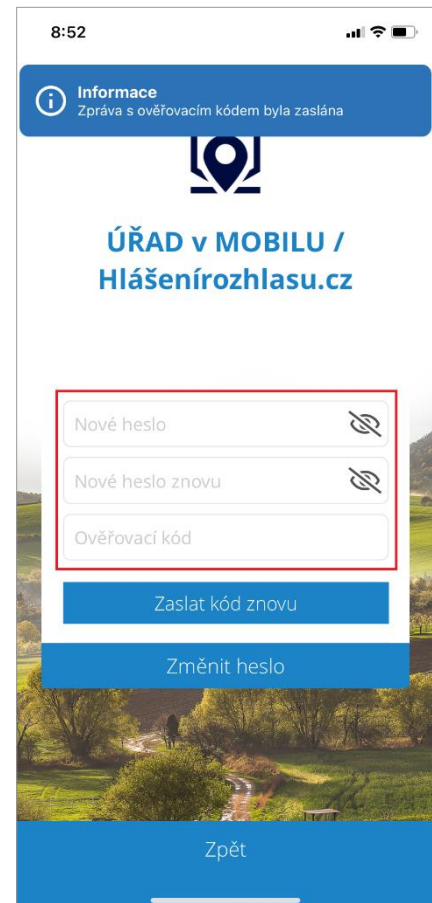 8:52
Informace
Zpráva s ověřovacím kódem byla zaslána
ÚŘAD v MOBILU /
Hlášenírozhlasu.cz
Nové heslo
Nové heslo znovu
Ověřovací kód
Zaslat kód znovu
Změnit heslo
Zpět